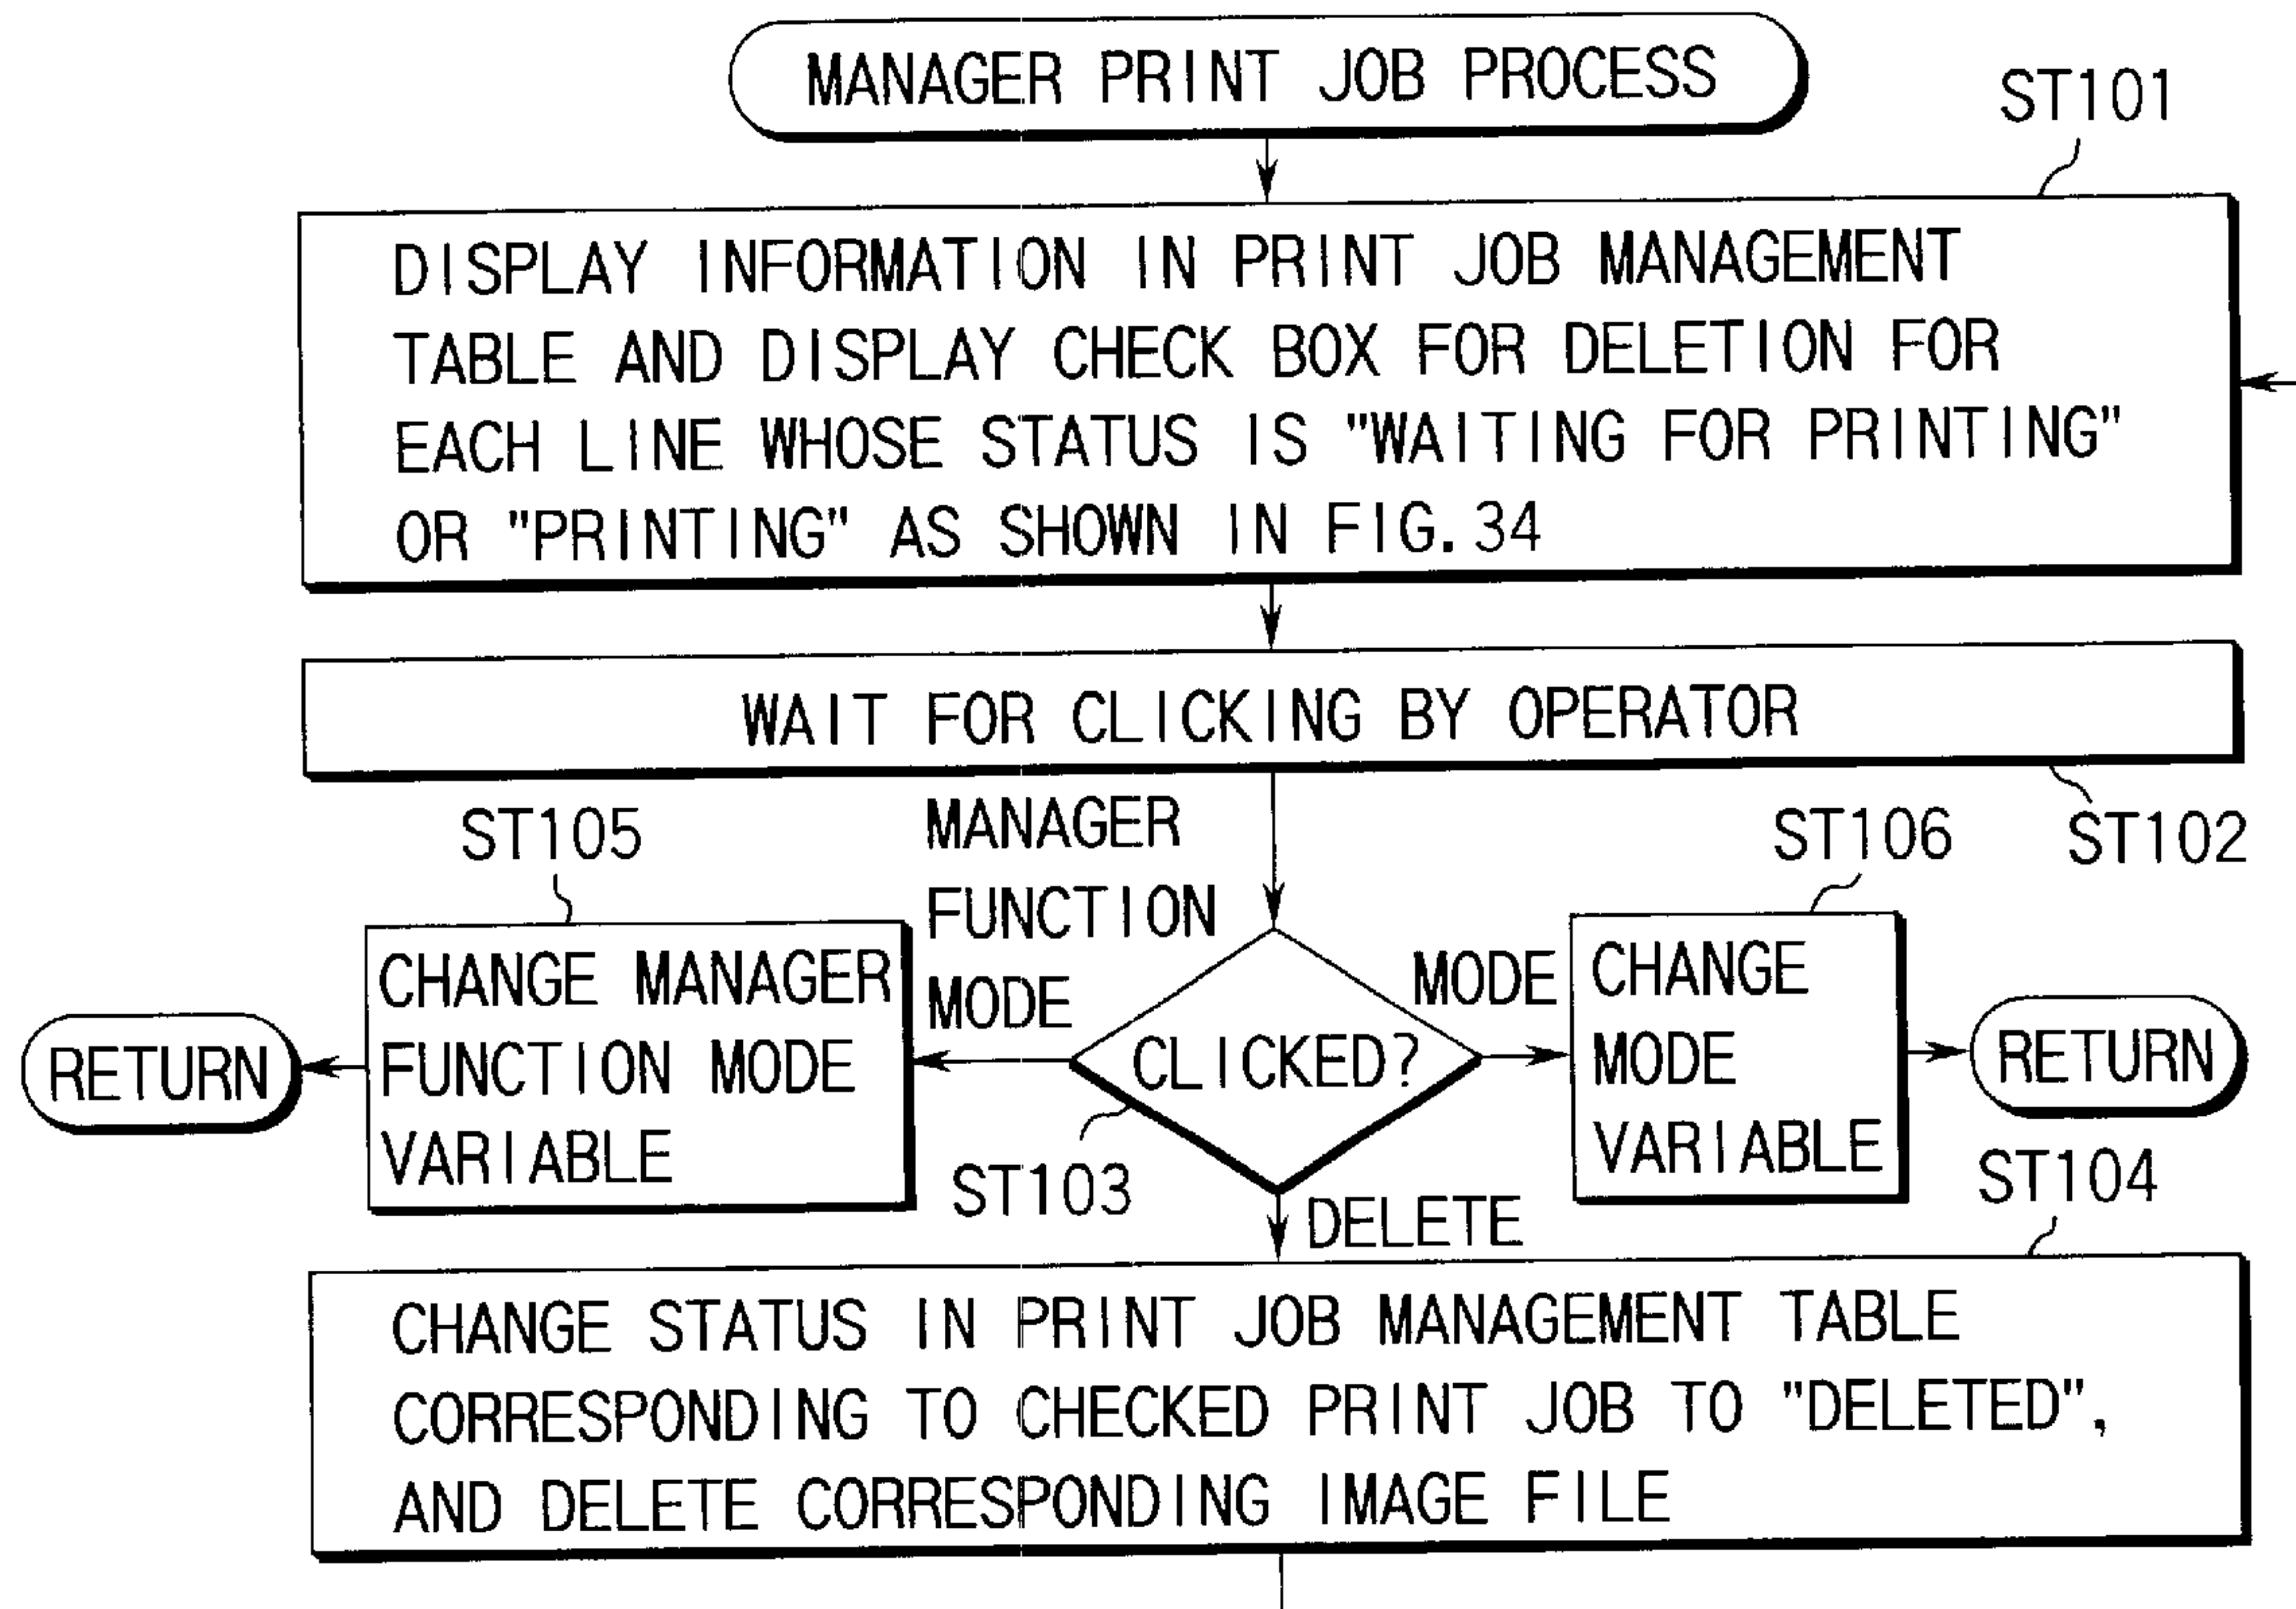 MANAGER PRINT JOB PROCESS
ST101
DISPLAY INFORMATION IN PRINT JOB MANAGEMENT
TABLE AND DISPLAY CHECK BOX FOR DELETION FOR
EACH LINE WHOSE STATUS IS "WAITING FOR PRINTING"
OR "PRINTING" AS SHOWN IN FIG. 34
WAIT FOR CLICKING BY OPERATOR
ST102
ST105
MANAGER
FUNCTION
MODE
ST106
CHANGE MANAGER
FUNCTION MODE
VARIABLE
RETURN
CLICKED?
ST103
MODE
CHANGE
MODE
VARIABLE
RETURN
DELETE
ST104
CHANGE STATUS IN PRINT JOB MANAGEMENT TABLE
CORRESPONDING TO CHECKED PRINT JOB TO "DELETED",
AND DELETE CORRESPONDING IMAGE FILE